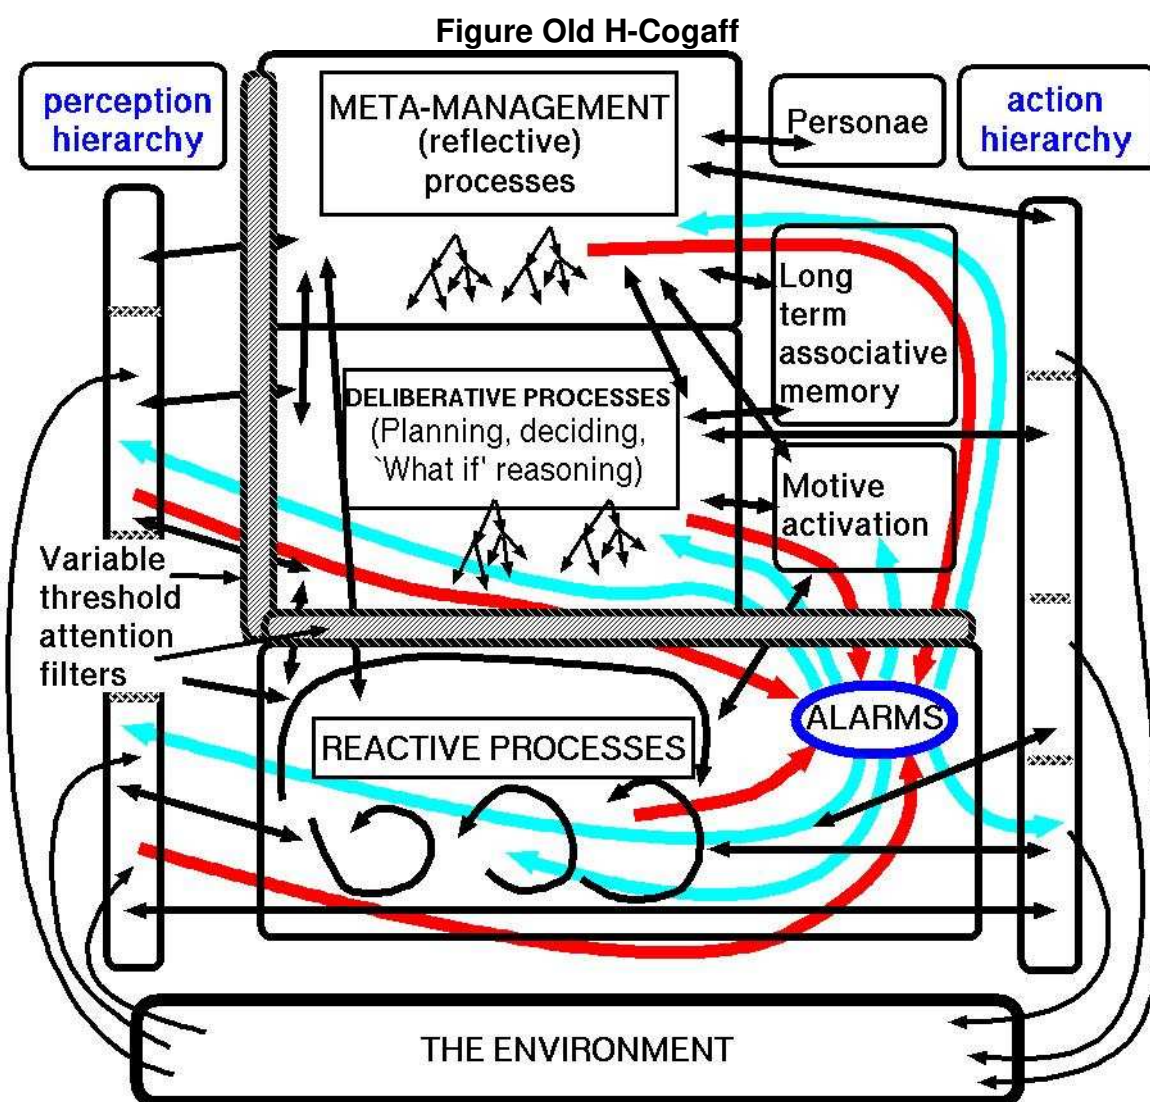 Figure Old H-Cogaff
perception
hierarchy
META-MANAGEMENT
(reflective)
processes
Personae
action
hierarchy
Long
term
associative
memory
DELIBERATIVE PROCESSES
(Planning, deciding,
`What if' reasoning)
Motive
activation
Variable
threshold
attention
filters
ALARMS
REACTIVE PROCESSES
THE ENVIRONMENT